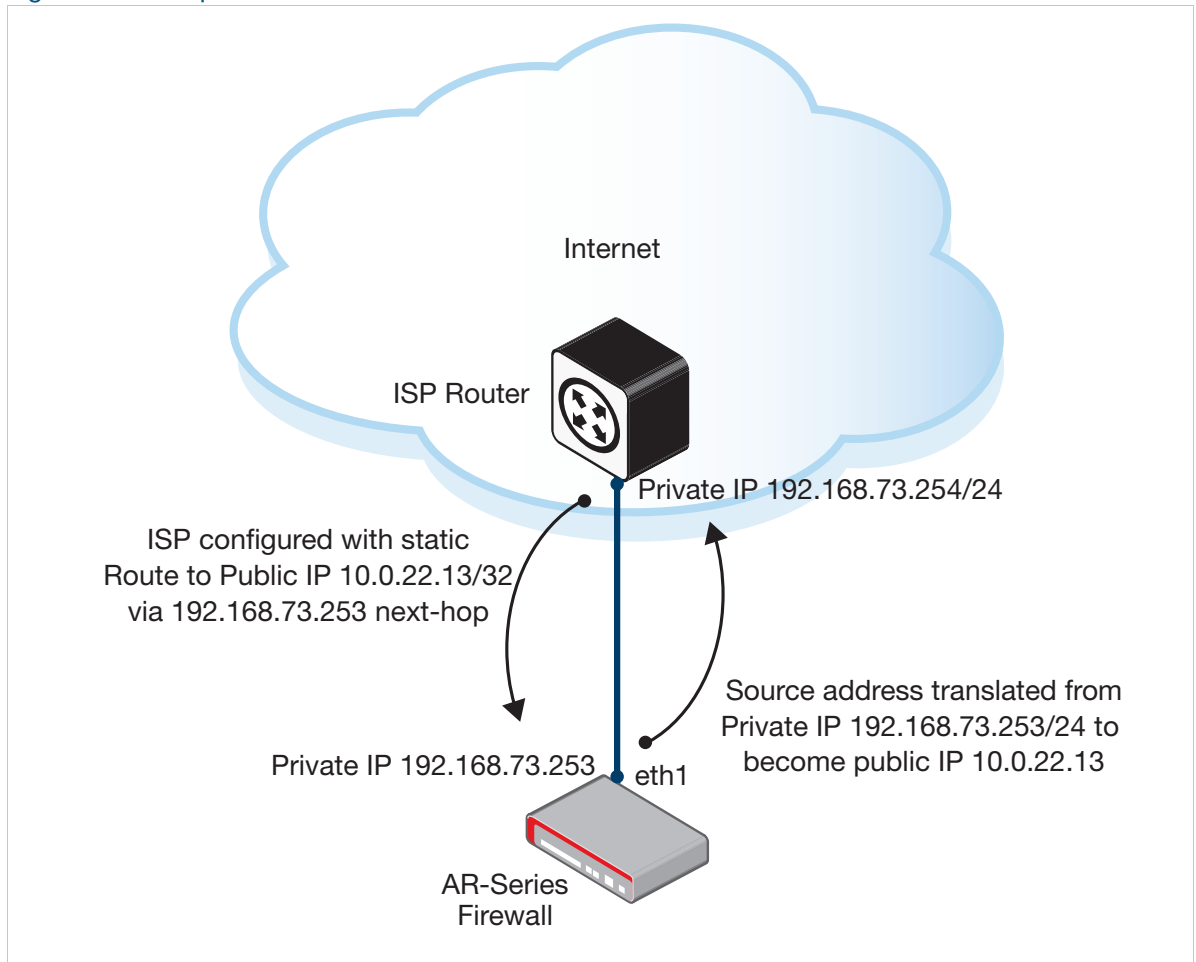 Internet
ISP Router
Private IP 192.168.73.254/24
ISP configured with static
Route to Public IP 10.0.22.13/32
via 192.168.73.253 next-hop
Source address translated from
Private IP 192.168.73.253/24 to
become public IP 10.0.22.13
Private IP 192.168.73.253
eth1
AR-Series
Firewall